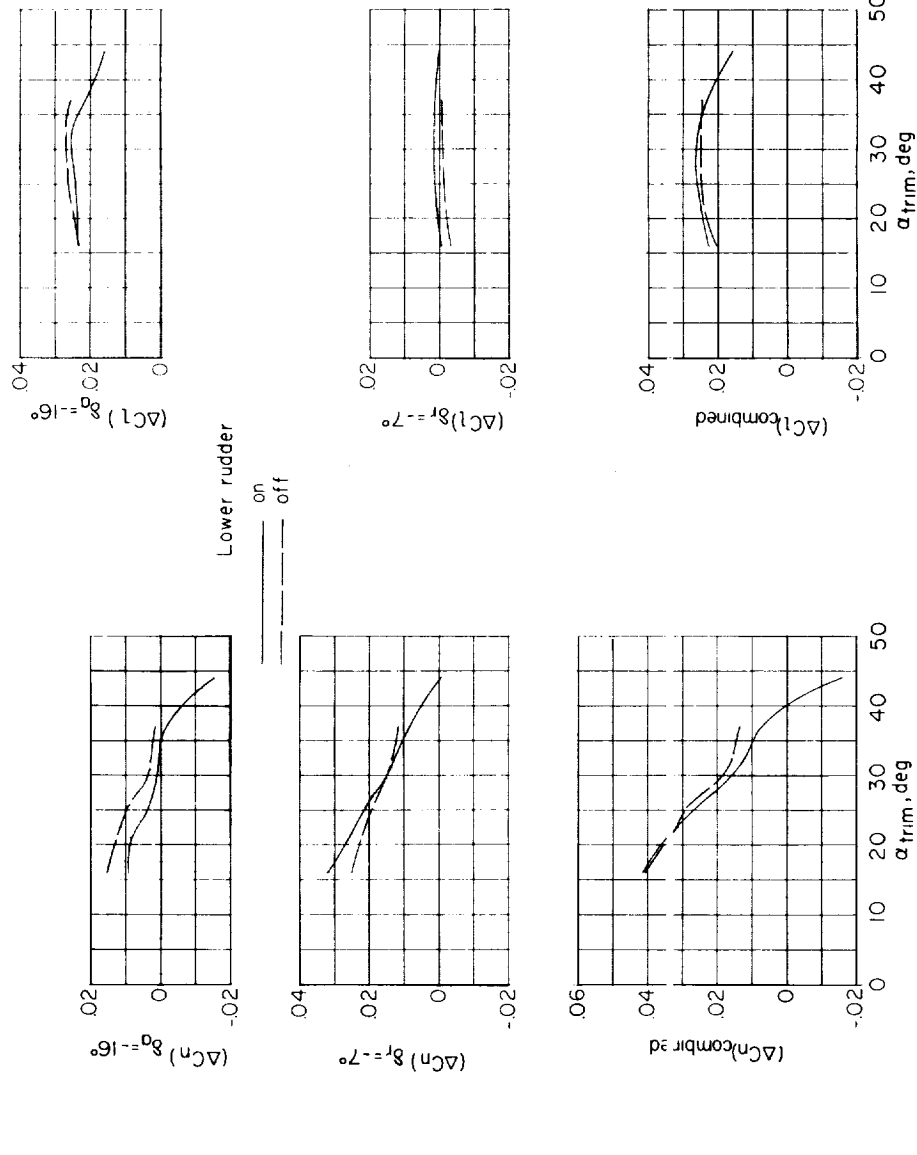 .04
.02
0
(ΔCl) δa=-16°
.02
0
-.02
(ΔCl) δr=-7°
.04
.02
0
-.02
(ΔCl)combined
0 10 20 30 40 50
αtrim, deg
Lower rudder
on
off
.02
0
-.02
(ΔCn) δa=-16°
.04
.02
0
-.02
(ΔCn) δr=-7°
.06
.04
.02
0
-.02
0 10 20 30 40 50
αtrim, deg